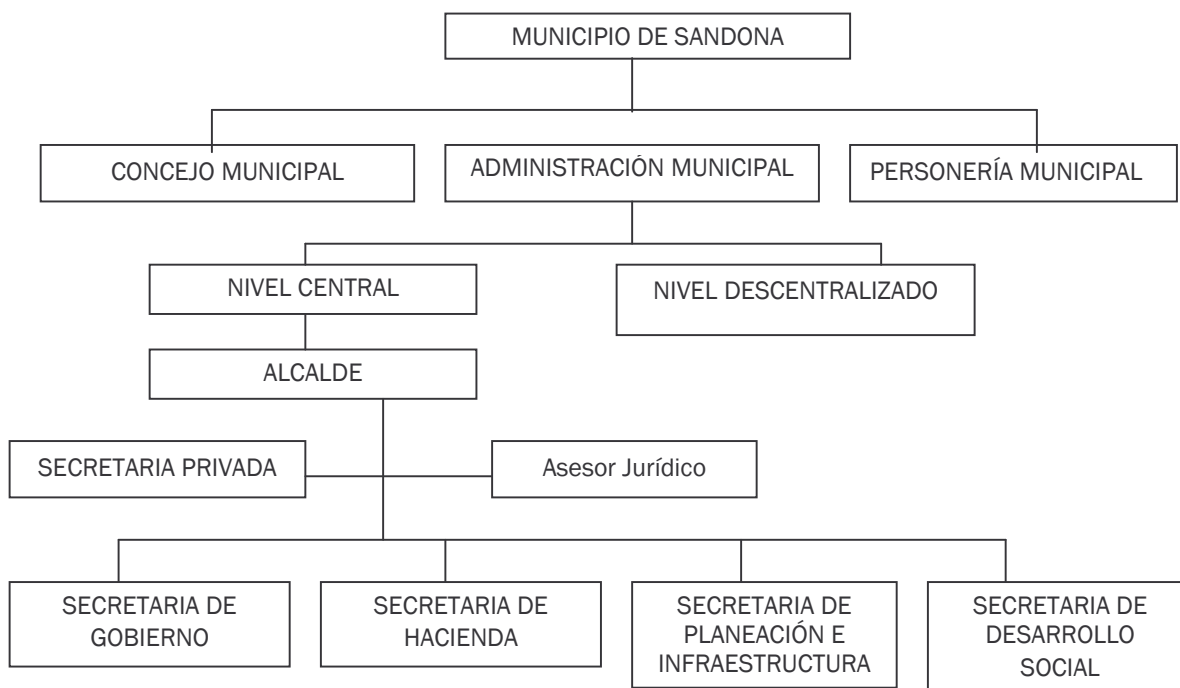 MUNICIPIO DE SANDONA
CONCEJO MUNICIPAL
ADMINISTRACIÓN MUNICIPAL
PERSONERÍA MUNICIPAL
NIVEL CENTRAL
NIVEL DESCENTRALIZADO
ALCALDE
SECRETARIA PRIVADA
Asesor Jurídico
SECRETARIA DE
GOBIERNO
SECRETARIA DE
HACIENDA
SECRETARIA DE
PLANEACIÓN E
INFRAESTRUCTURA
SECRETARIA DE
DESARROLLO
SOCIAL